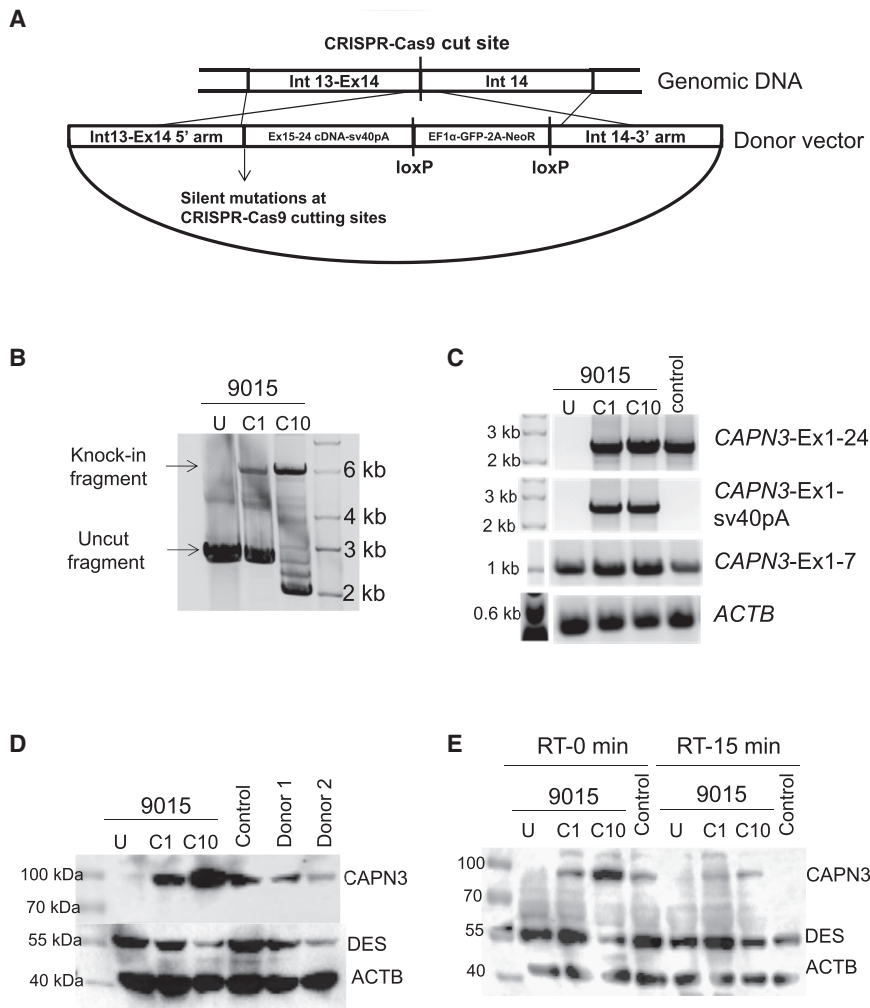 A
CRISPR-Cas9 cut site
Int 13-Ex14
Int 14
Genomic DNA
Int13-Ex14 5' arm
Ex15-24 cDNA-sv40pA
EF1α-GFP-2A-NeoR
Int 14-3' arm
Donor vector
loxP
loxP
Silent mutations at
CRISPR-Cas9 cutting sites
B
9015
U C1 C10
Knock-in
fragment
Uncut
fragment
6 kb
4 kb
3 kb
2 kb
C
9015
control
U C1 C10
3 kb
2 kb
CAPN3-Ex1-24
3 kb
2 kb
CAPN3-Ex1-
sv40pA
1 kb
CAPN3-Ex1-7
0.6 kb
ACTB
D
9015
Control
Donor 1
Donor 2
U C1 C10
100 kDa
CAPN3
70 kDa
55 kDa
DES
40 kDa
ACTB
E
RT-0 min
RT-15 min
9015
Control
9015
Control
U C1 C10
U C1 C10
100
CAPN3
70
55
DES
40
ACTB